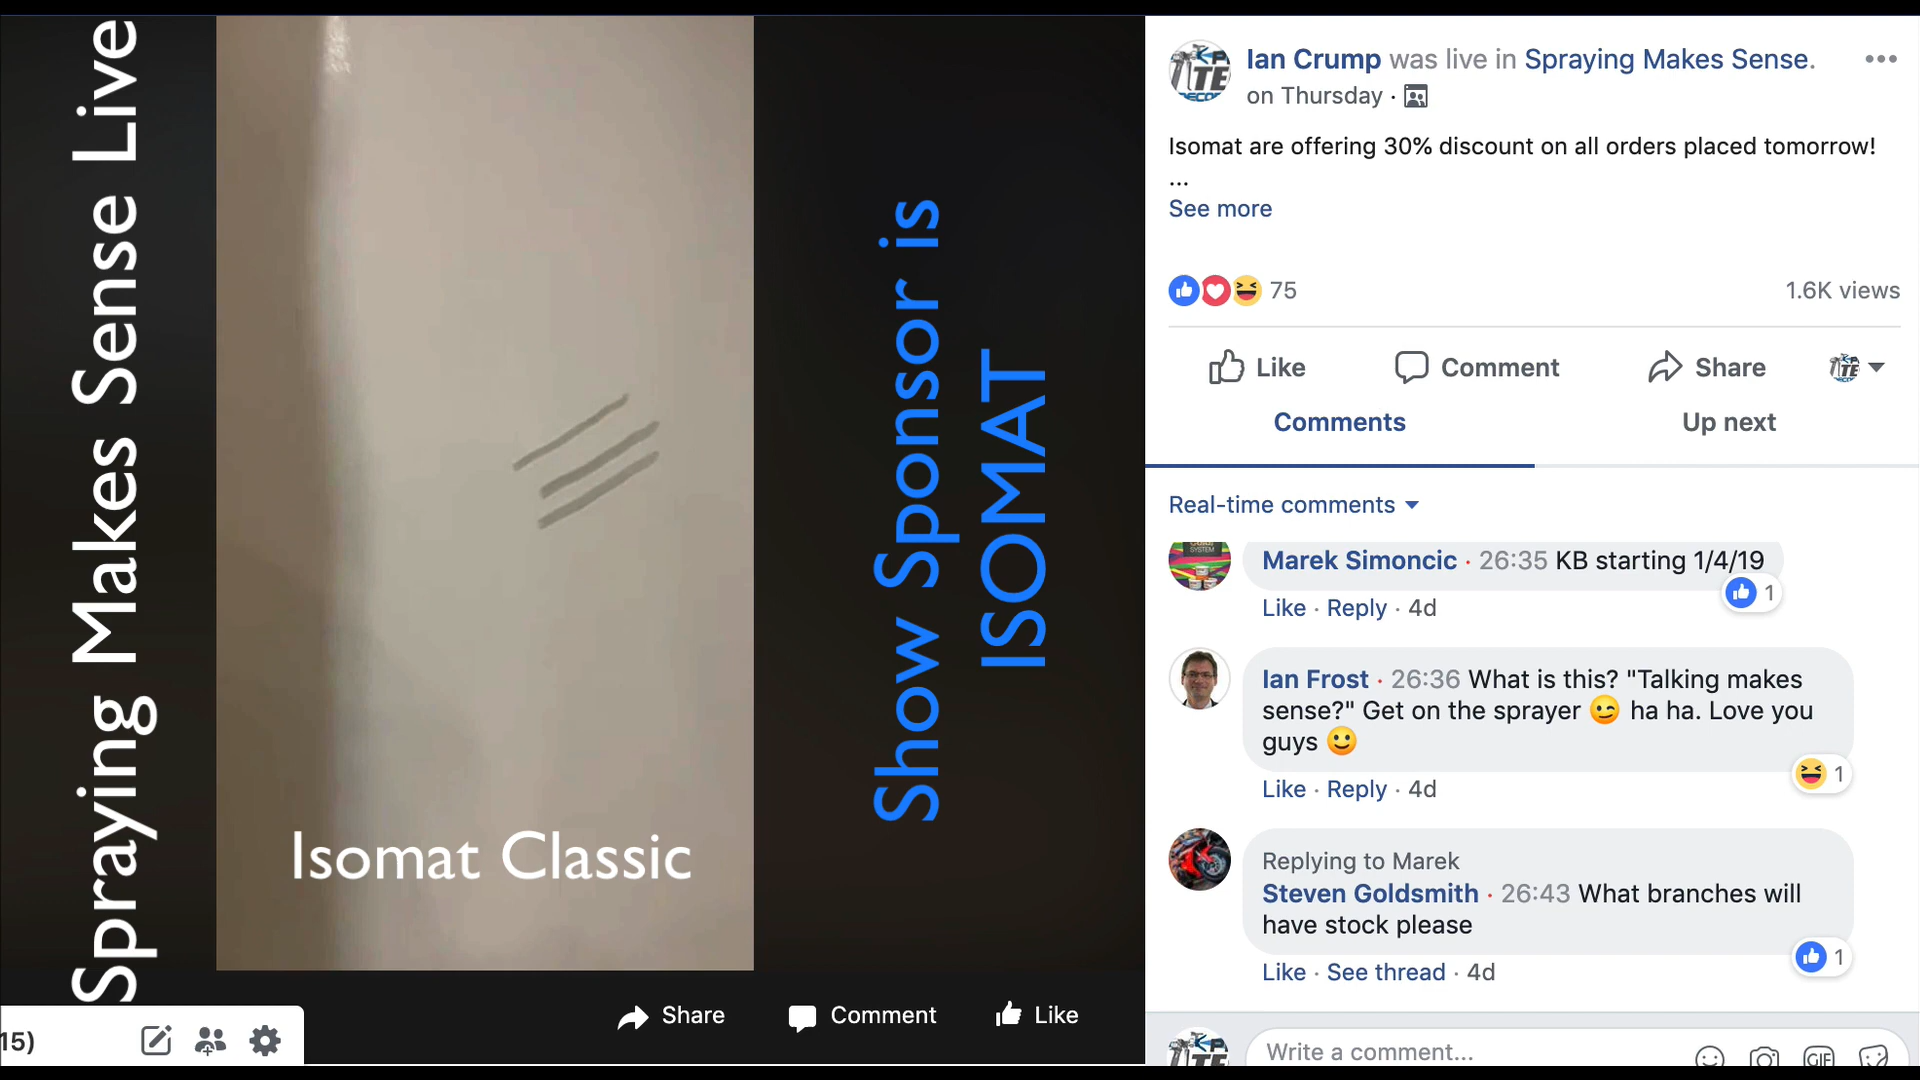 Spraying Makes Sense Live
Isomat Classic
Show Sponsor is
ISOMAT
Share
Comment
Like
15)
Ian Crump was live in Spraying Makes Sense.
on Thursday ·
Isomat are offering 30% discount on all orders placed tomorrow!
...
See more
75
1.6K views
Like
Comment
Share
Comments
Up next
Real-time comments
Marek Simoncic · 26:35 KB starting 1/4/19
1
Like · Reply · 4d
Ian Frost · 26:36 What is this? "Talking makes
sense?" Get on the sprayer 😉 ha ha. Love you
guys 🙂
1
Like · Reply · 4d
Replying to Marek
Steven Goldsmith · 26:43 What branches will
have stock please
1
Like · See thread · 4d
Write a comment...
GIF